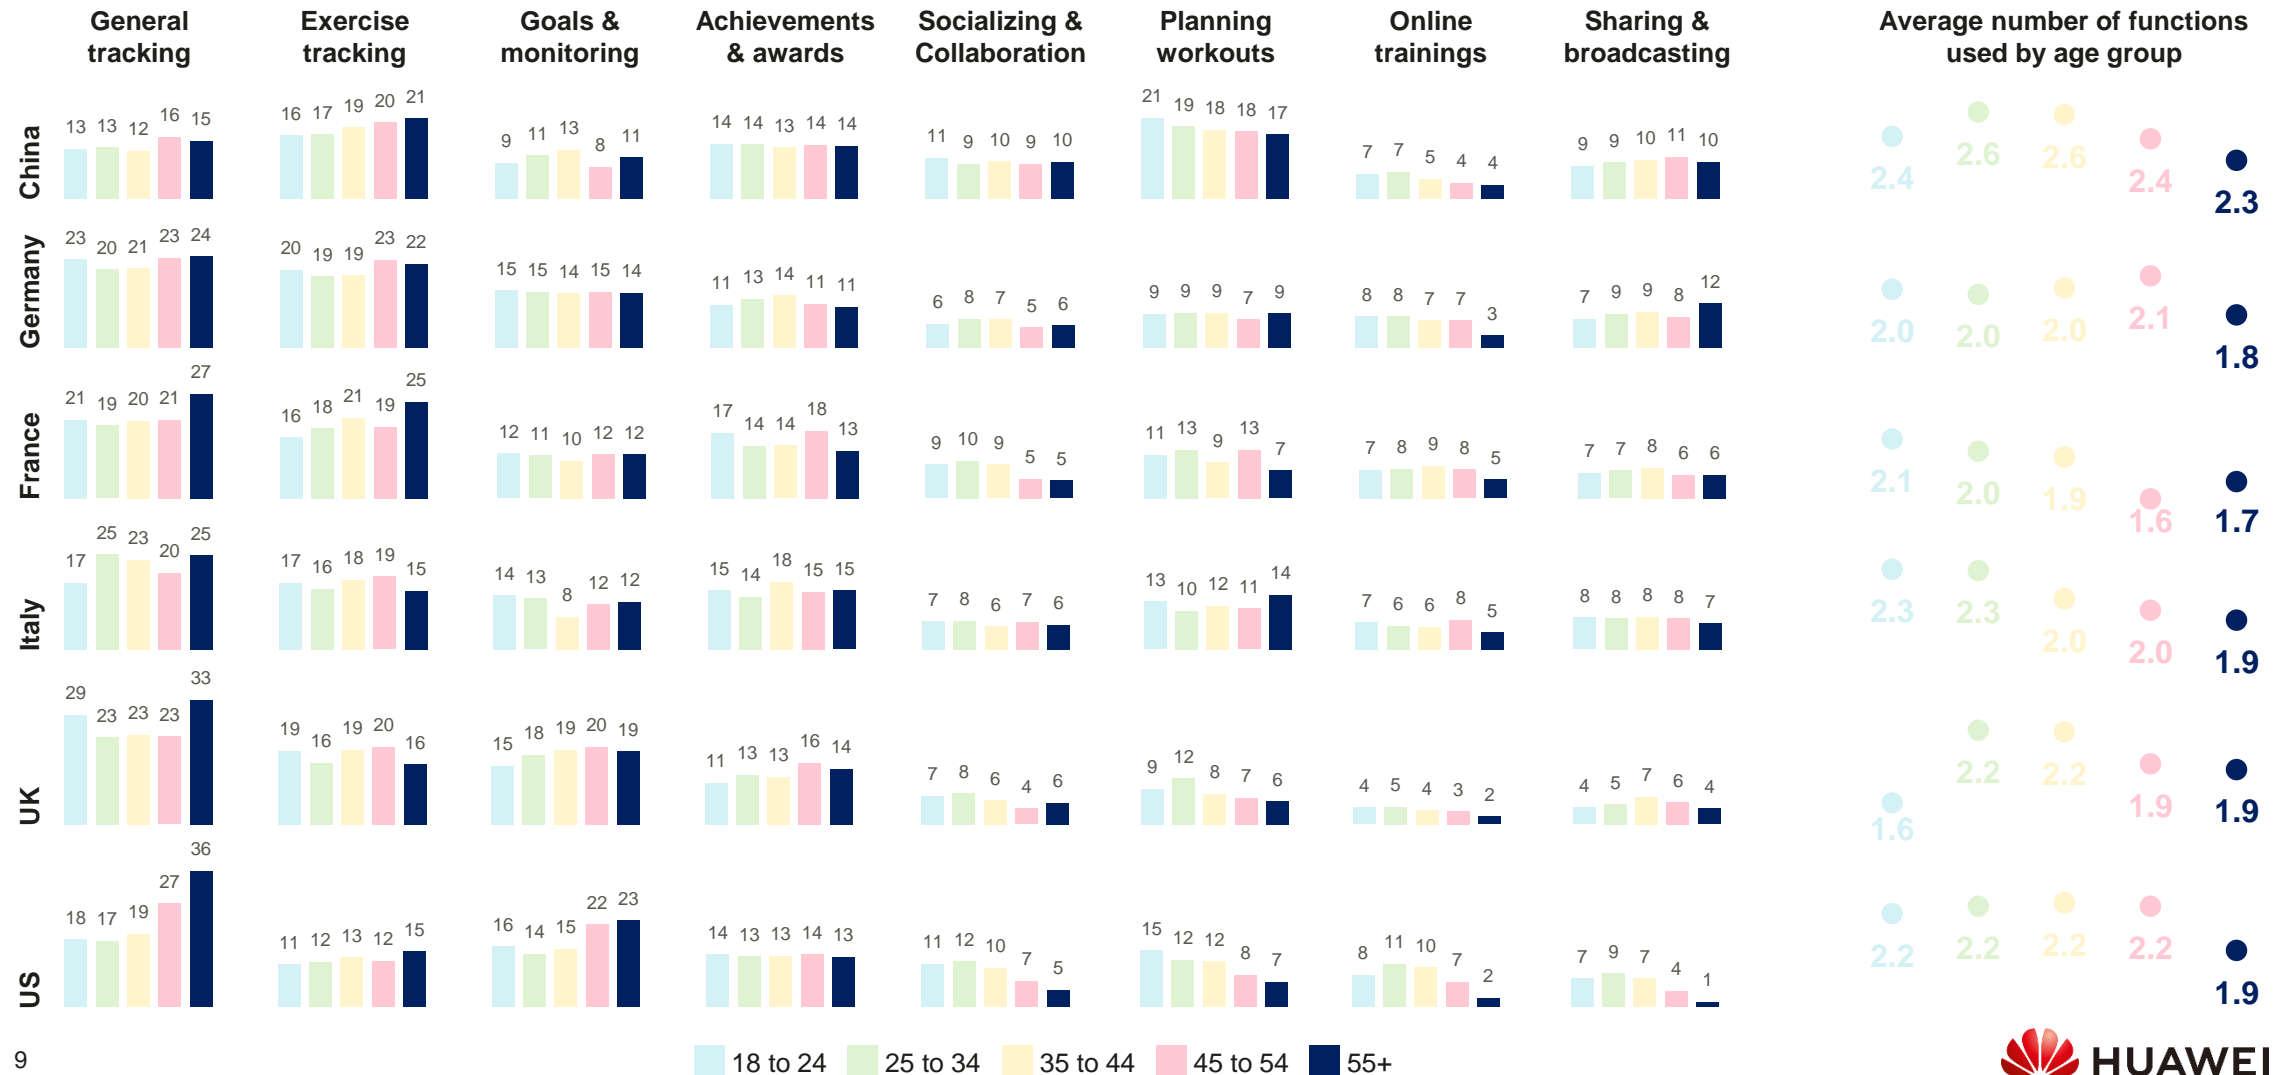 General tracking
Exercise tracking
Goals & monitoring
Achievements & awards
Socializing & Collaboration
Planning workouts
Online trainings
Sharing & broadcasting
Average number of functions used by age group
China
13 13 12 16 15
16 17 19 20 21
9 11 13 8 11
14 14 13 14 14
11 9 10 9 10
21 19 18 18 17
7 7 5 4 4
9 9 10 11 10
2.4 2.6 2.6 2.4 2.3
Germany
23 20 21 23 24
20 19 19 23 22
15 15 14 15 14
11 13 14 11 11
6 8 7 5 6
9 9 9 7 9
8 8 7 7 3
7 9 9 8 12
2.0 2.0 2.0 2.1 1.8
France
21 19 20 21 27
16 18 21 19 25
12 11 10 12 12
17 14 14 18 13
9 10 9 5 5
11 13 9 13 7
7 8 9 8 5
7 7 8 6 6
2.1 2.0 1.9 1.6 1.7
Italy
17 25 23 20 25
17 16 18 19 15
14 13 8 12 12
15 14 18 15 15
7 8 6 7 6
13 10 12 11 14
7 6 6 8 5
8 8 8 8 7
2.3 2.3 2.0 2.0 1.9
UK
29 23 23 23 33
19 16 19 20 16
15 18 19 20 19
11 13 13 16 14
7 8 6 4 6
9 12 8 7 6
4 5 4 3 2
4 5 7 6 4
1.6 2.2 2.2 1.9 1.9
US
18 17 19 27 36
11 12 13 12 15
16 14 15 22 23
14 13 13 14 13
11 12 10 7 5
15 12 12 8 7
8 11 10 7 2
7 9 7 4 1
2.2 2.2 2.2 2.2 1.9
9
18 to 24
25 to 34
35 to 44
45 to 54
55+
HUAWEI